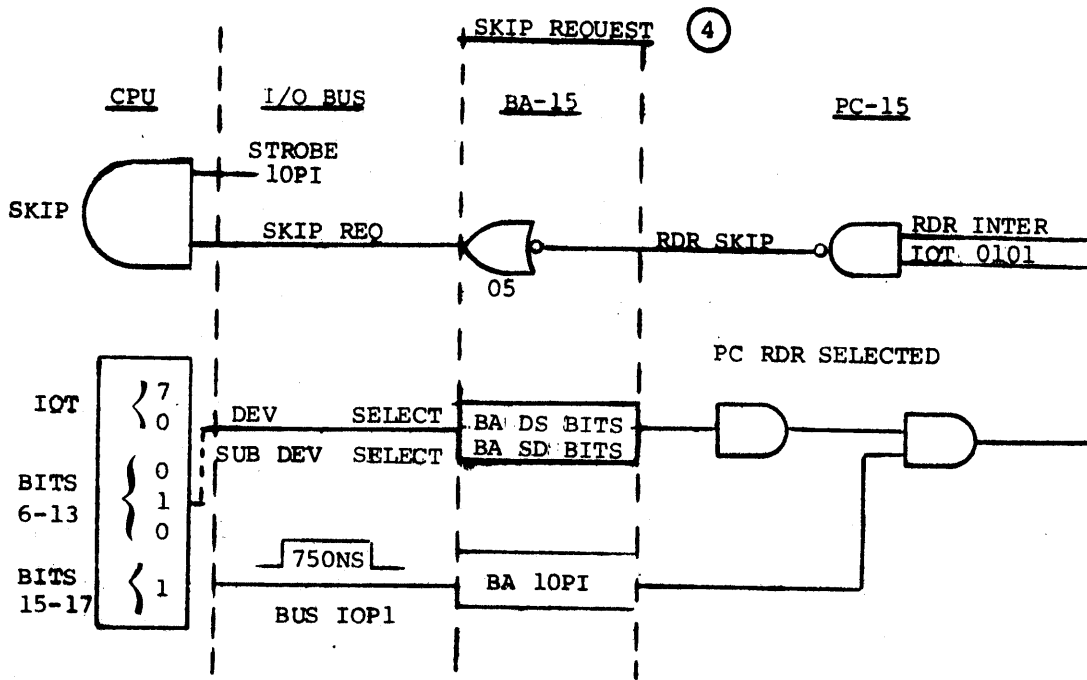 SKIP REQUEST 4
CPU I/O BUS BA-15 PC-15
STROBE
10PI
SKIP
SKIP REQ
RDR SKIP
RDR INTER
IOT 0101
05
PC RDR SELECTED
IOT
7
0
DEV SELECT
SUB DEV SELECT
BA DS BITS
BA SD BITS
BITS
6-13
0
1
0
BITS
15-17
1
750NS
BUS IOP1
BA 10PI